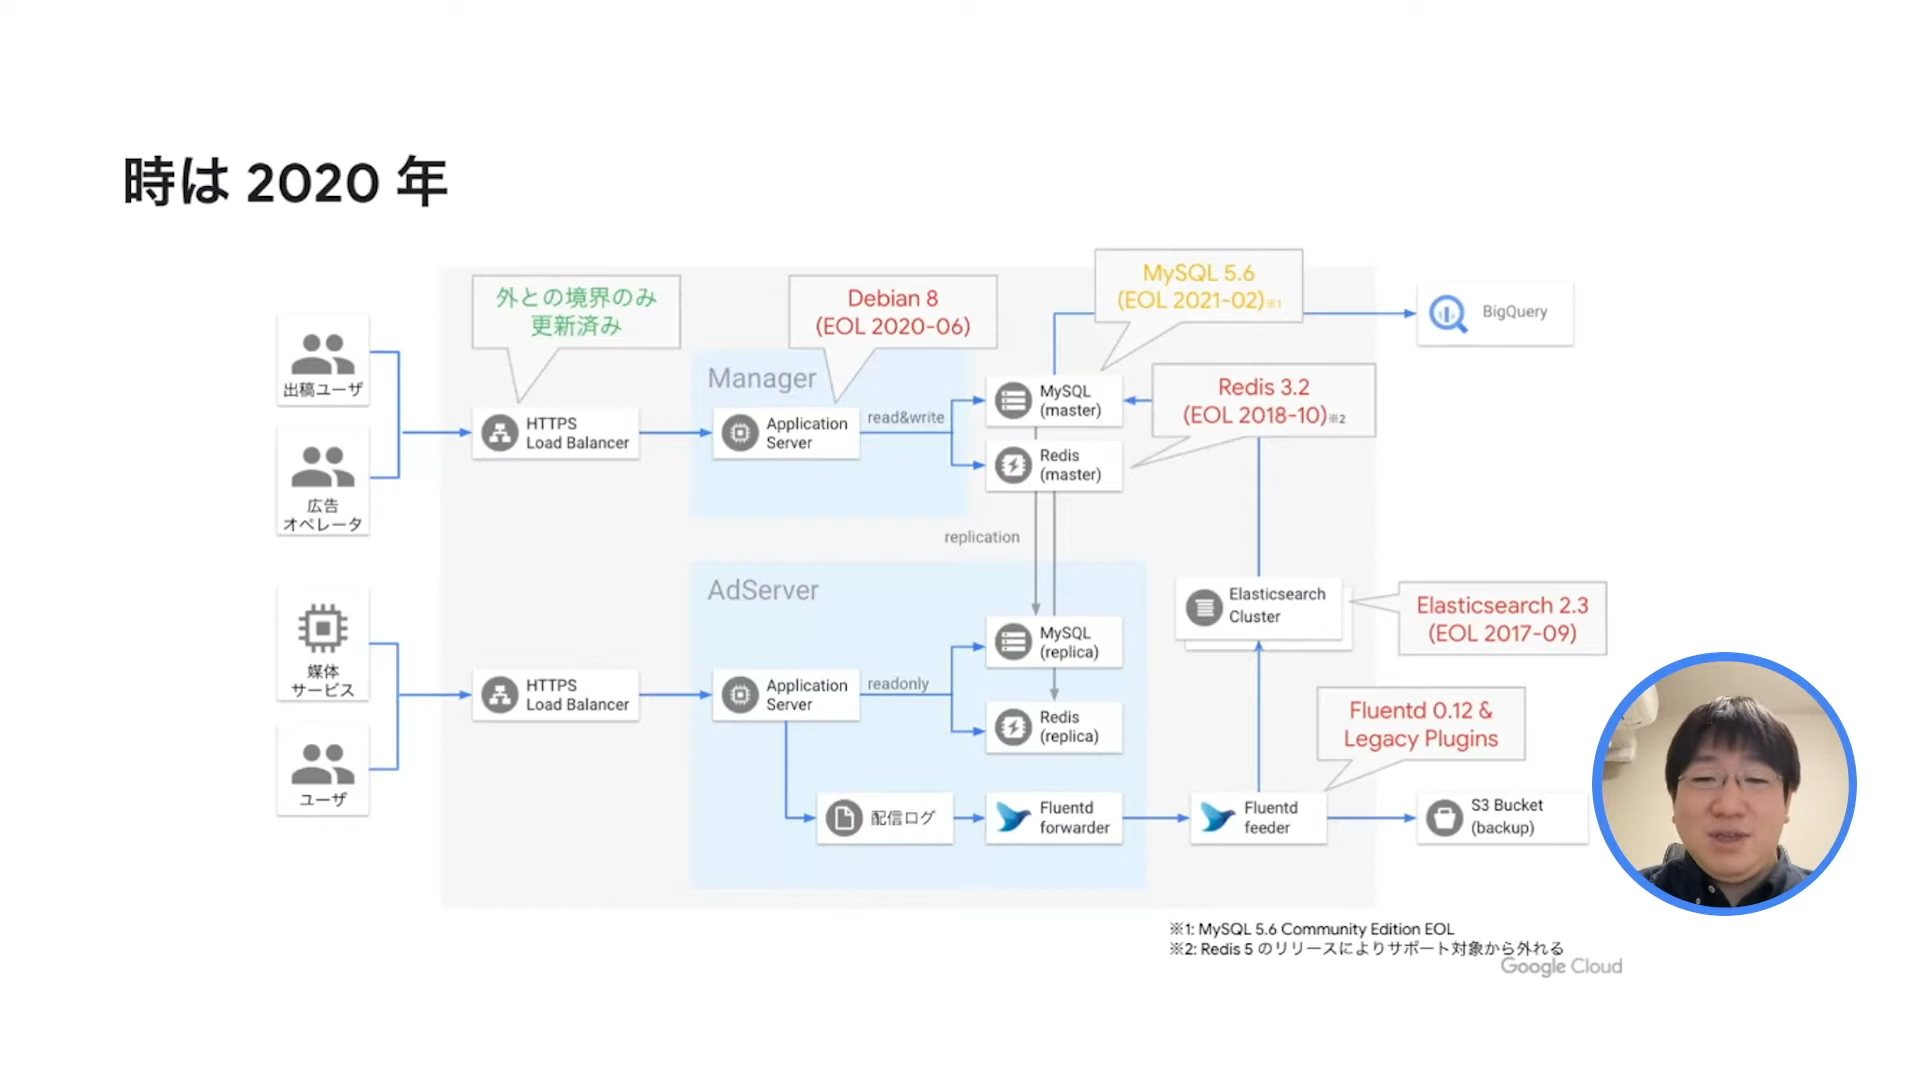 時は 2020 年
外との境界のみ
更新済み
Debian 8
(EOL 2020-06)
MySQL 5.6
(EOL 2021-02)※1
BigQuery
出稿ユーザ
Manager
MySQL
(master)
Redis 3.2
(EOL 2018-10)※2
HTTPS
Load Balancer
Application
Server
read&write
Redis
(master)
広告
オペレータ
replication
AdServer
Elasticsearch
Cluster
Elasticsearch 2.3
(EOL 2017-09)
媒体
サービス
HTTPS
Load Balancer
Application
Server
readonly
MySQL
(replica)
Redis
(replica)
Fluentd 0.12 &
Legacy Plugins
ユーザ
配信ログ
Fluentd
forwarder
Fluentd
feeder
S3 Bucket
(backup)
※1: MySQL 5.6 Community Edition EOL
※2: Redis 5 のリリースによりサポート対象から外れる
Google Cloud